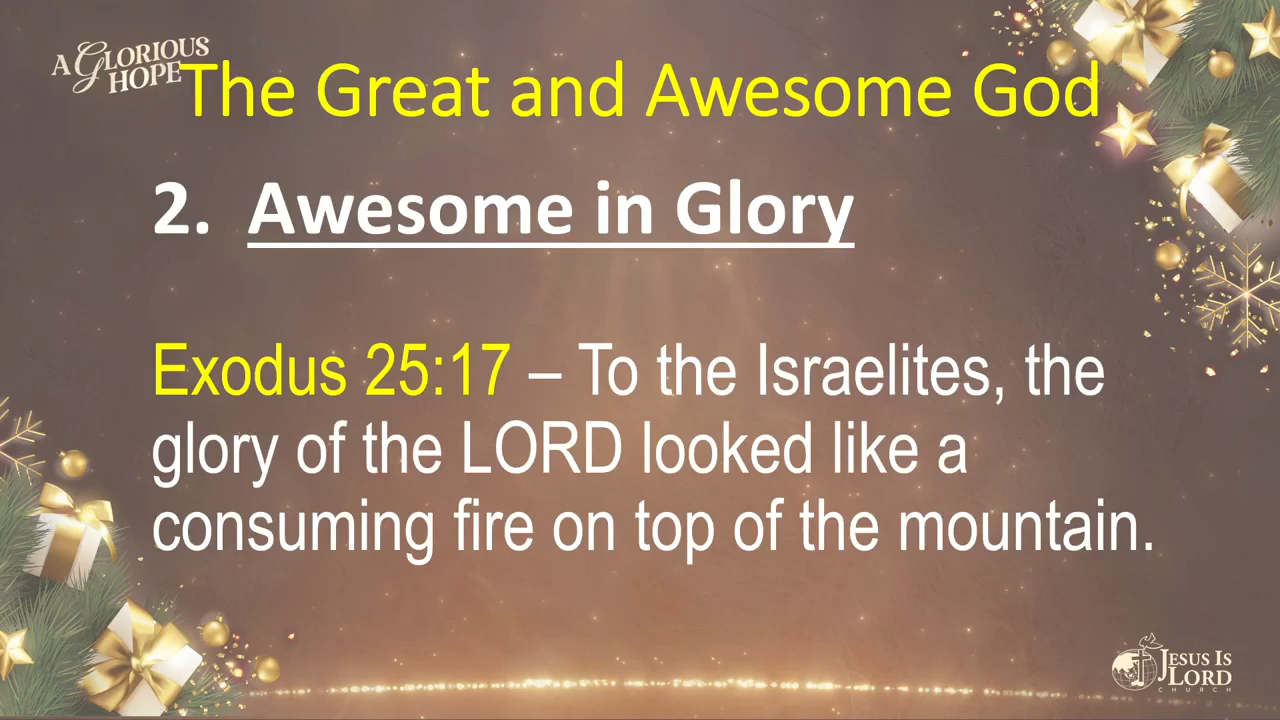 A GLORIOUS
HOPE
The Great and Awesome God
2. Awesome in Glory
Exodus 25:17 – To the Israelites, the
glory of the LORD looked like a
consuming fire on top of the mountain.
JESUS IS
LORD
CHURCH